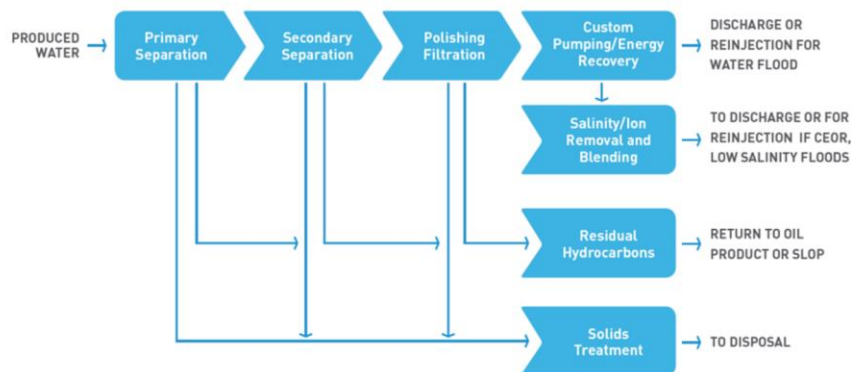 PRODUCED
WATER
Primary
Separation
Secondary
Separation
Polishing
Filtration
Custom
Pumping/Energy
Recovery
DISCHARGE OR
REINJECTION FOR
WATER FLOOD
Salinity/Ion
Removal and
Blending
TO DISCHARGE OR FOR
REINJECTION IF CEOR,
LOW SALINITY FLOODS
Residual
Hydrocarbons
RETURN TO OIL
PRODUCT OR SLOP
Solids
Treatment
TO DISPOSAL